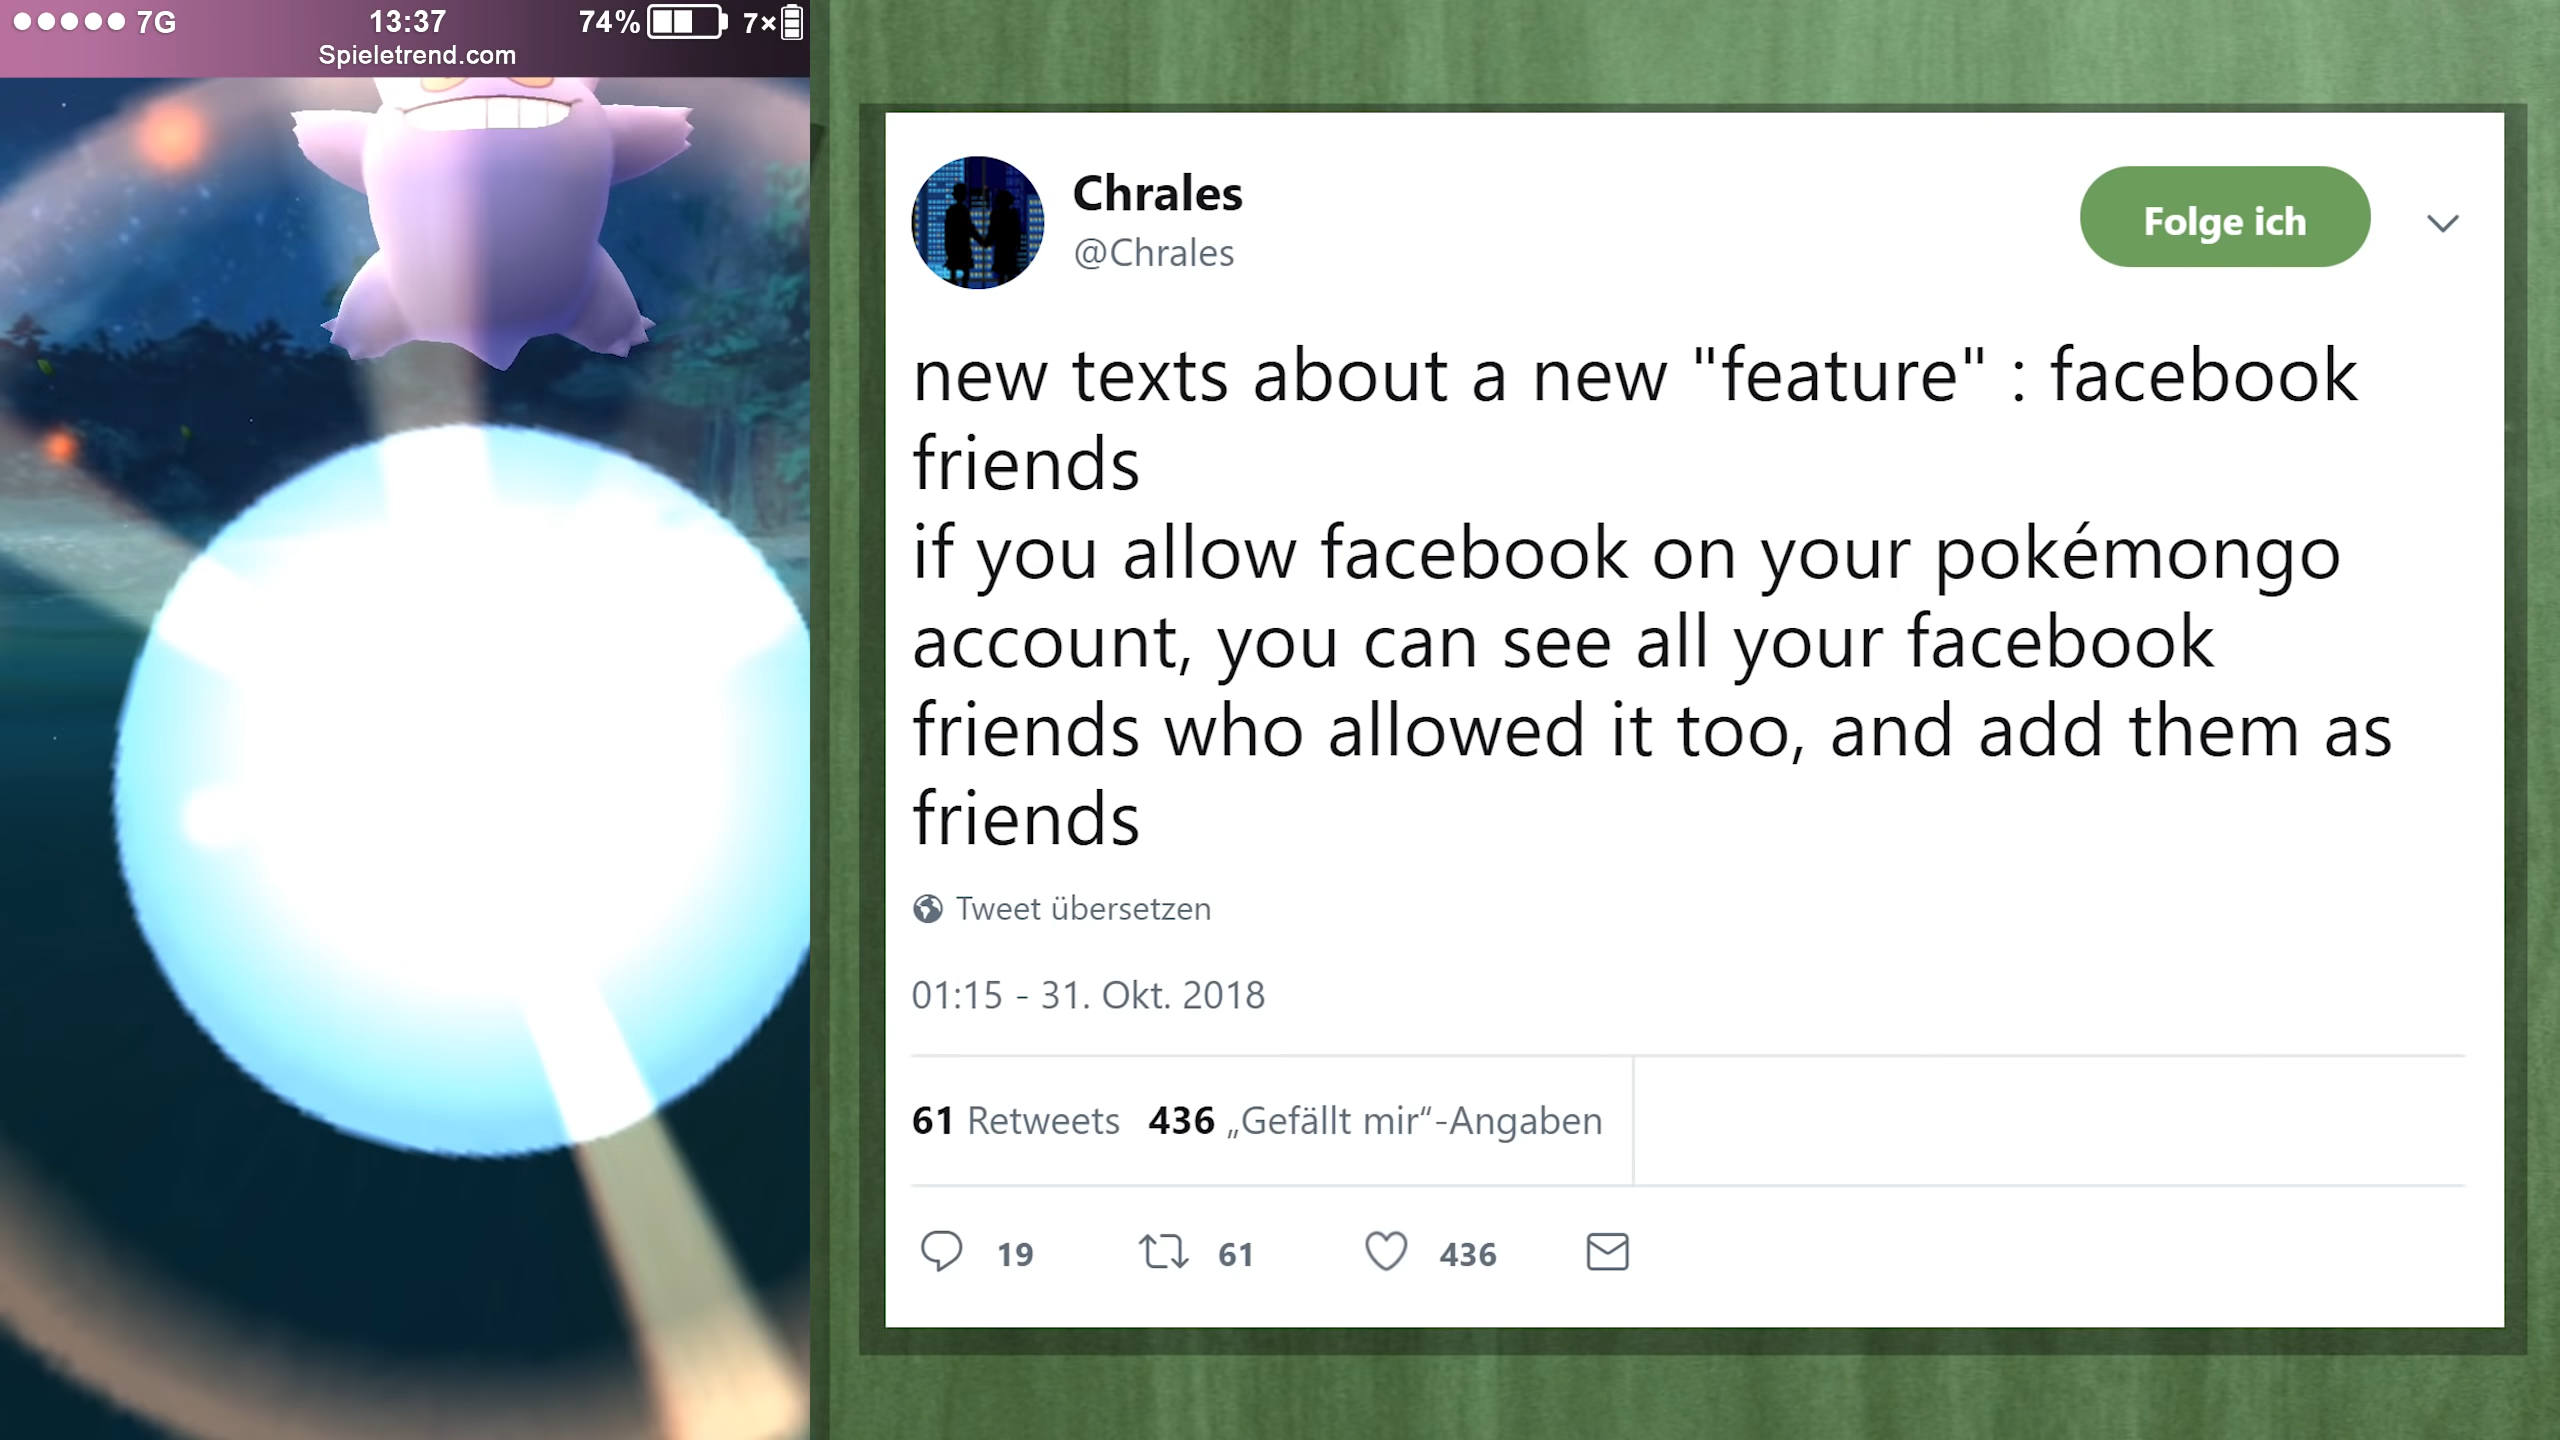 7G 13:37 74% 7×
Spieletrend.com
Chrales
@Chrales
Folge ich
new texts about a new "feature" : facebook
friends
if you allow facebook on your pokémongo
account, you can see all your facebook
friends who allowed it too, and add them as
friends
Tweet übersetzen
01:15 - 31. Okt. 2018
61 Retweets 436 „Gefällt mir“-Angaben
19 61 436